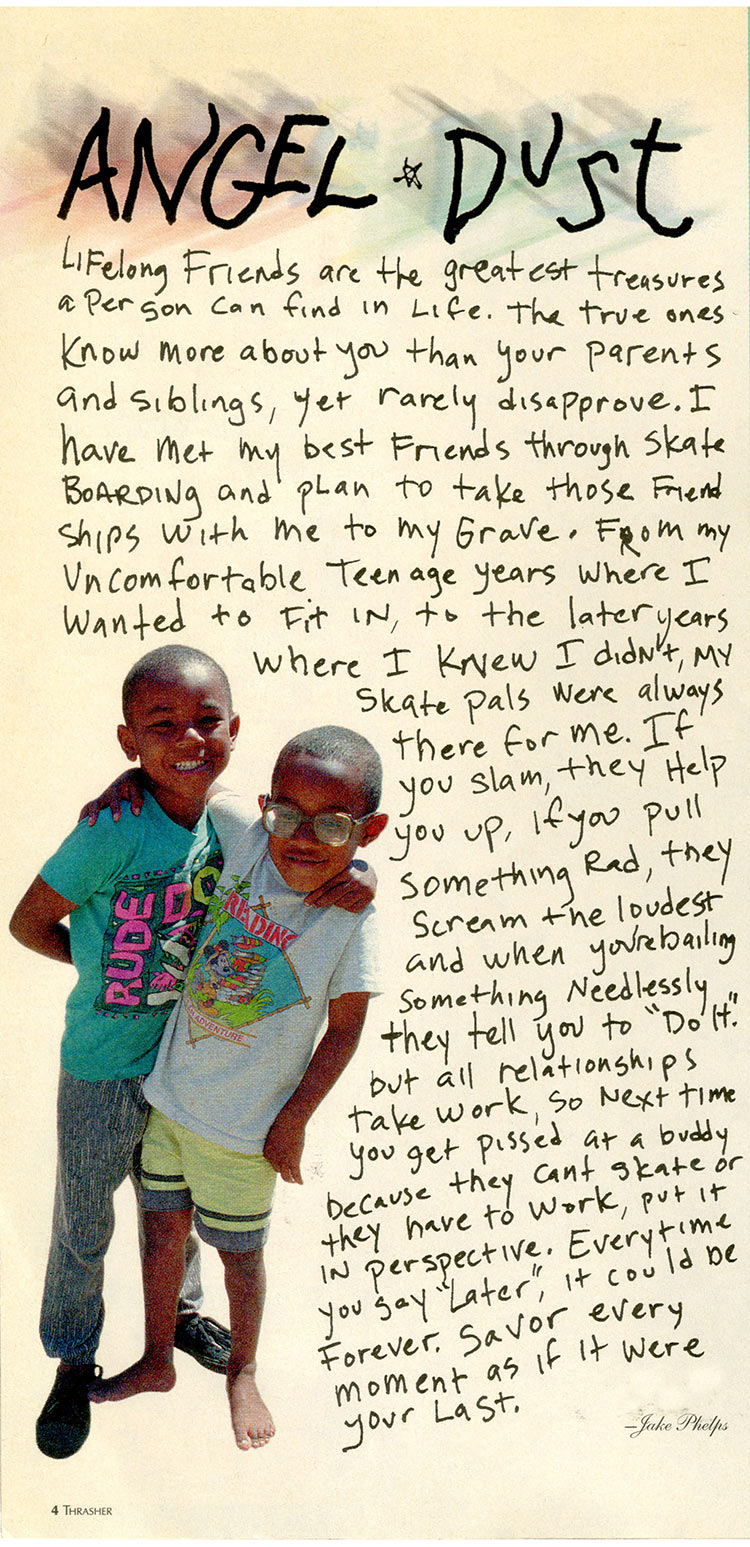 ANGEL ☆ DUST
LIFelong Friends are the greatest treasures
a Person Can find in Life. The true ones
Know more about you than your parents
and siblings, yet rarely disapprove. I
have met my best Friends through skate
BOARDING and plan to take those Friend
ships with me to my Grave. From my
Uncomfortable Teenage years where I
Wanted to Fit IN, to the later years
where I KNew I didn't, my
skate pals were always
there for me. If
you slam, they Help
you up, If you pull
something Rad, they
scream the loudest
and when you're bailing
something Needlessly
they tell you to "Do It."
but all relationships
take work, so Next time
you get pissed at a buddy
because they cant skate or
they have to work, put it
IN perspective. Everytime
you say "Later", it could be
Forever. Savor every
moment as if it were
your Last.
–Jake Phelps
RUDE
READING
ADVENTURE
4 THRASHER